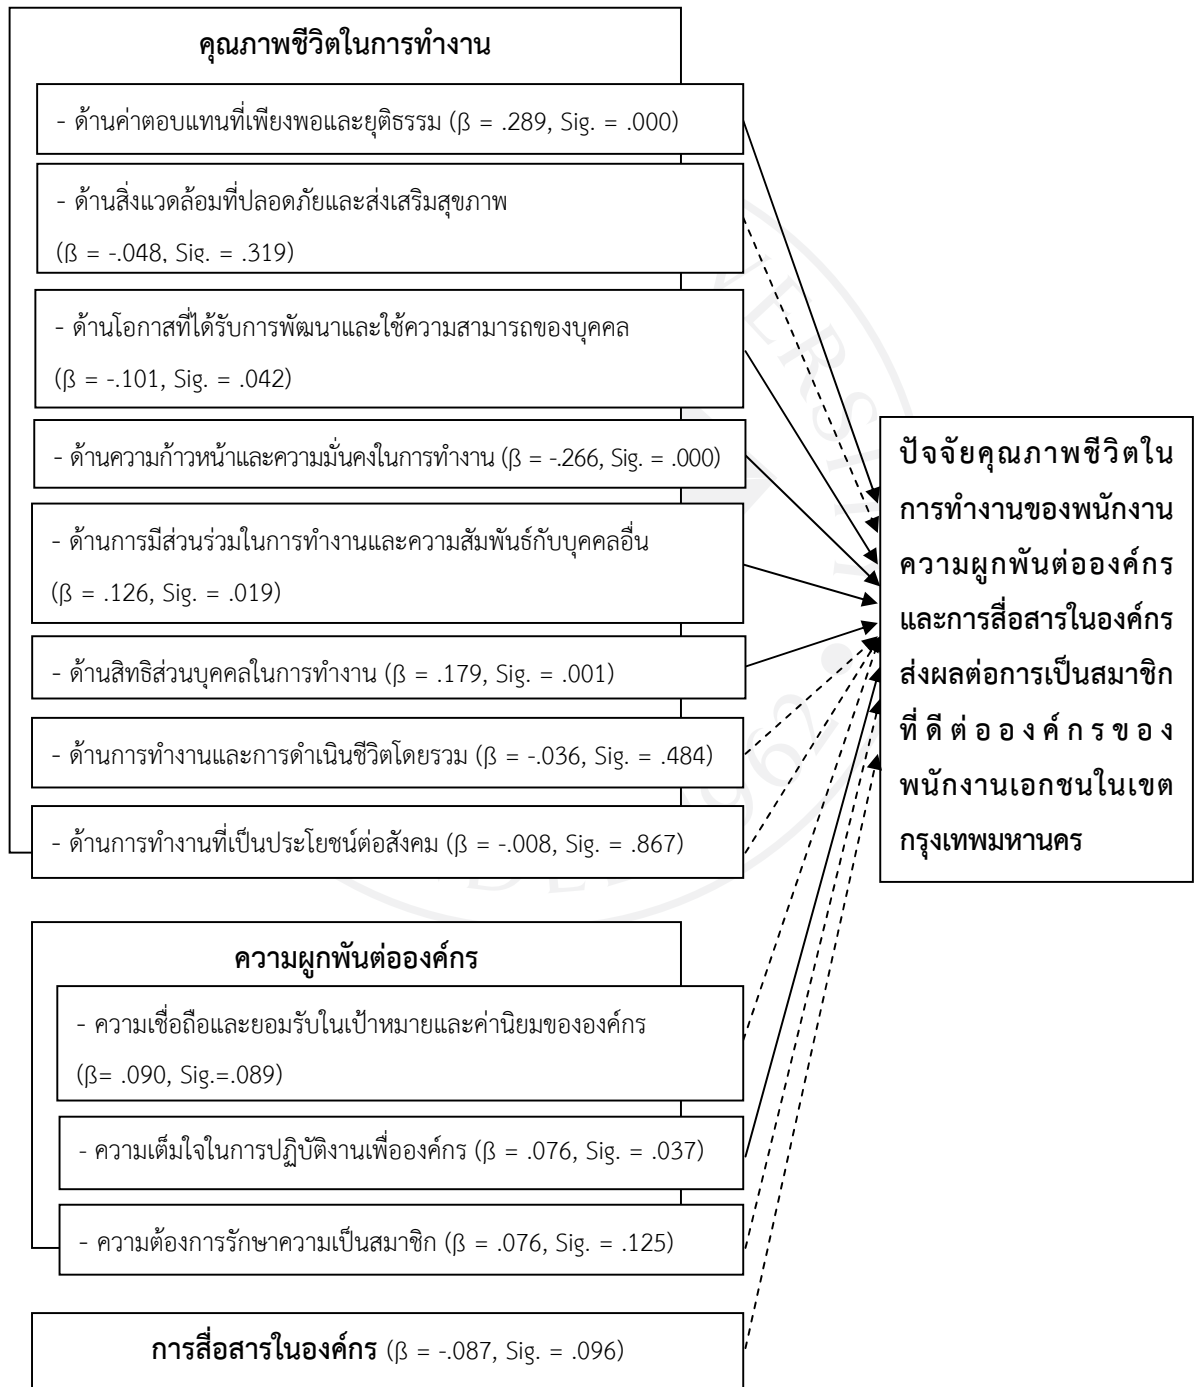 คุณภาพชีวิตในการทำงาน
- ด้านค่าตอบแทนที่เพียงพอและยุติธรรม (ß = .289, Sig. = .000)
- ด้านสิ่งแวดล้อมที่ปลอดภัยและส่งเสริมสุขภาพ
(ß = -.048, Sig. = .319)
- ด้านโอกาสที่ได้รับการพัฒนาและใช้ความสามารถของบุคคล
(ß = -.101, Sig. = .042)
- ด้านความก้าวหน้าและความมั่นคงในการทำงาน (ß = -.266, Sig. = .000)
- ด้านการมีส่วนร่วมในการทำงานและความสัมพันธ์กับบุคคลอื่น
(ß = .126, Sig. = .019)
- ด้านสิทธิส่วนบุคคลในการทำงาน (ß = .179, Sig. = .001)
- ด้านการทำงานและการดำเนินชีวิตโดยรวม (ß = -.036, Sig. = .484)
- ด้านการทำงานที่เป็นประโยชน์ต่อสังคม (ß = -.008, Sig. = .867)
ความผูกพันต่อองค์กร
- ความเชื่อถือและยอมรับในเป้าหมายและค่านิยมขององค์กร
(ß= .090, Sig.=.089)
- ความเต็มใจในการปฏิบัติงานเพื่อองค์กร (ß = .076, Sig. = .037)
- ความต้องการรักษาความเป็นสมาชิก (ß = .076, Sig. = .125)
การสื่อสารในองค์กร (ß = -.087, Sig. = .096)
ปัจจัยคุณภาพชีวิตใน
การทำงานของพนักงาน
ความผูกพันต่อองค์กร
และการสื่อสารในองค์กร
ส่งผลต่อการเป็นสมาชิก
ที่ดีต่อองค์กรของ
พนักงานเอกชนในเขต
กรุงเทพมหานคร